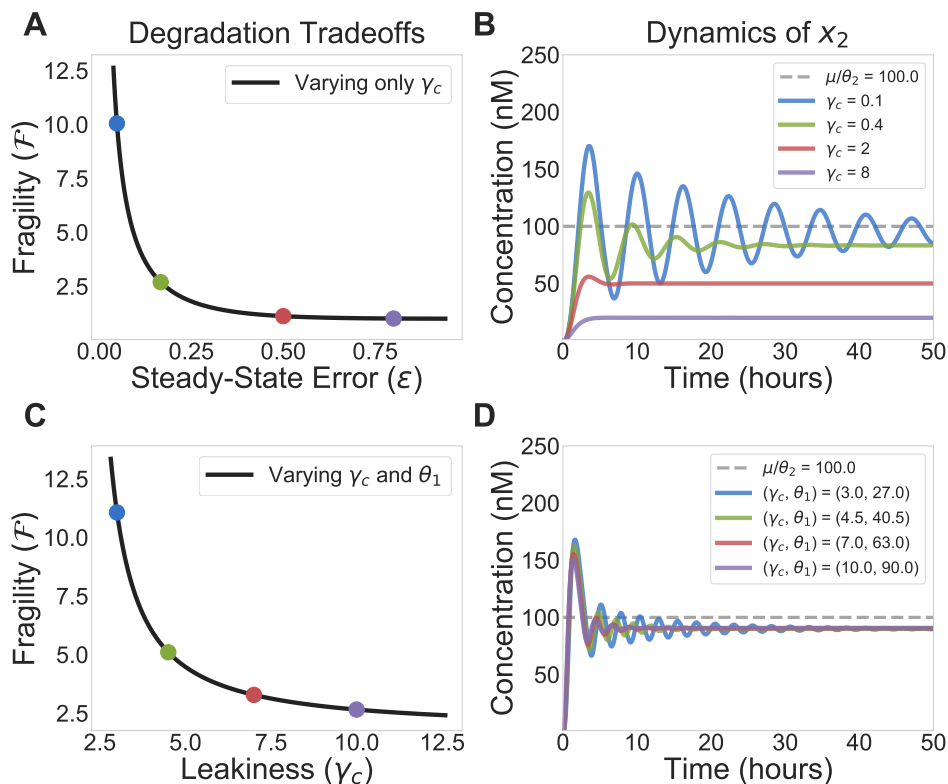 A
Degradation Tradeoffs
12.5
10.0
7.5
5.0
2.5
Fragility (ℱ)
Varying only γc
0.00 0.25 0.50 0.75
Steady-State Error (ε)
B
Dynamics of x2
250
200
150
100
50
Concentration (nM)
μ/θ2 = 100.0
γc = 0.1
γc = 0.4
γc = 2
γc = 8
0 10 20 30 40 50
Time (hours)
C
12.5
10.0
7.5
5.0
2.5
Fragility (ℱ)
Varying γc and θ1
2.5 5.0 7.5 10.0 12.5
Leakiness (γc)
D
250
200
150
100
50
Concentration (nM)
μ/θ2 = 100.0
(γc, θ1) = (3.0, 27.0)
(γc, θ1) = (4.5, 40.5)
(γc, θ1) = (7.0, 63.0)
(γc, θ1) = (10.0, 90.0)
0 10 20 30 40 50
Time (hours)